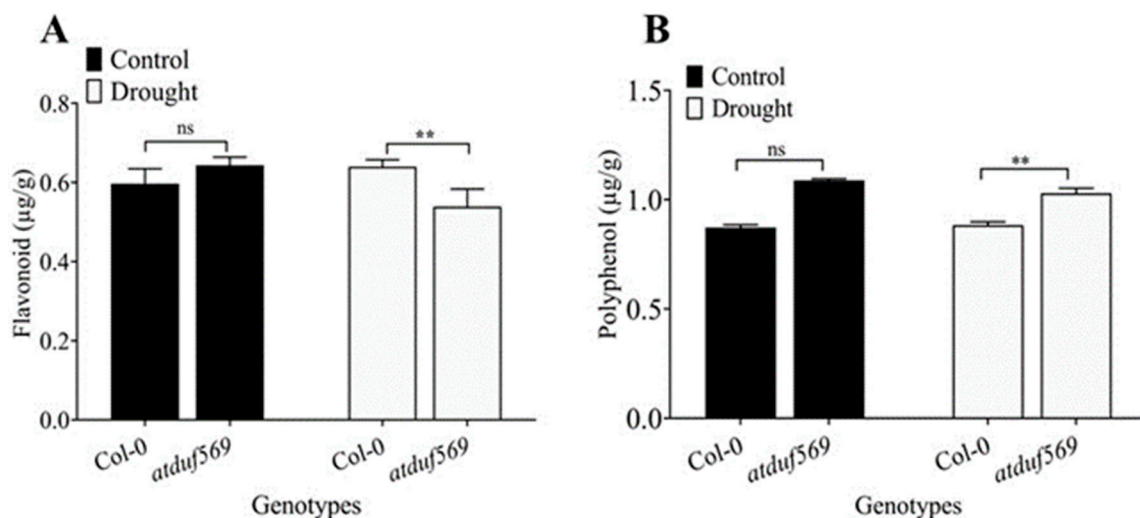 A
Control
Drought
0.8
0.6
0.4
0.2
0.0
Flavonoid (µg/g)
ns
**
Col-0
atduf569
Col-0
atduf569
Genotypes
B
Control
Drought
1.5
1.0
0.5
0.0
Polyphenol (µg/g)
ns
**
Col-0
atduf569
Col-0
atduf569
Genotypes